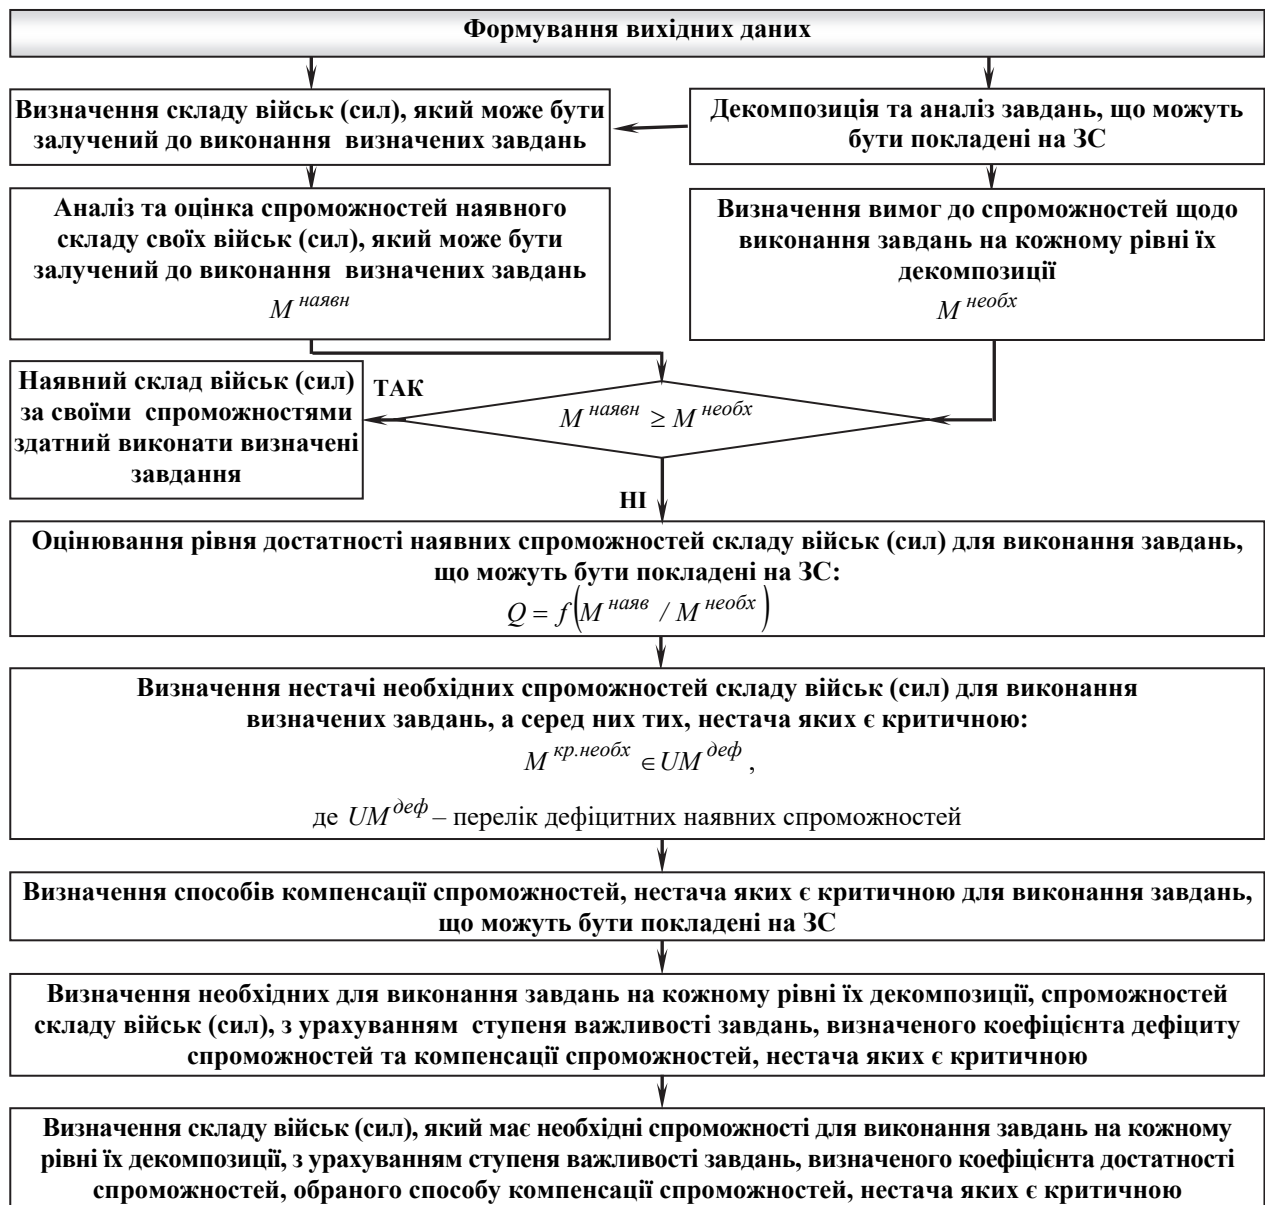 Формування вихідних даних
Визначення складу військ (сил), який може бути
залучений до виконання визначених завдань
Декомпозиція та аналіз завдань, що можуть
бути покладені на ЗС
Аналіз та оцінка спроможностей наявного
складу своїх військ (сил), який може бути
залучений до виконання визначених завдань
M наявн
Визначення вимог до спроможностей щодо
виконання завдань на кожному рівні їх
декомпозиції
M необх
Наявний склад військ (сил)
за своїми спроможностями
здатний виконати визначені
завдання
ТАК
M наявн ≥ M необх
НІ
Оцінювання рівня достатності наявних спроможностей складу військ (сил) для виконання завдань,
що можуть бути покладені на ЗС:
Q = f(M наяв / M необх)
Визначення нестачі необхідних спроможностей складу військ (сил) для виконання
визначених завдань, а серед них тих, нестача яких є критичною:
M кр.необх ∈ UM деф ,
де UM деф – перелік дефіцитних наявних спроможностей
Визначення способів компенсації спроможностей, нестача яких є критичною для виконання завдань,
що можуть бути покладені на ЗС
Визначення необхідних для виконання завдань на кожному рівні їх декомпозиції, спроможностей
складу військ (сил), з урахуванням ступеня важливості завдань, визначеного коефіцієнта дефіциту
спроможностей та компенсації спроможностей, нестача яких є критичною
Визначення складу військ (сил), який має необхідні спроможності для виконання завдань на кожному
рівні їх декомпозиції, з урахуванням ступеня важливості завдань, визначеного коефіцієнта достатності
спроможностей, обраного способу компенсації спроможностей, нестача яких є критичною